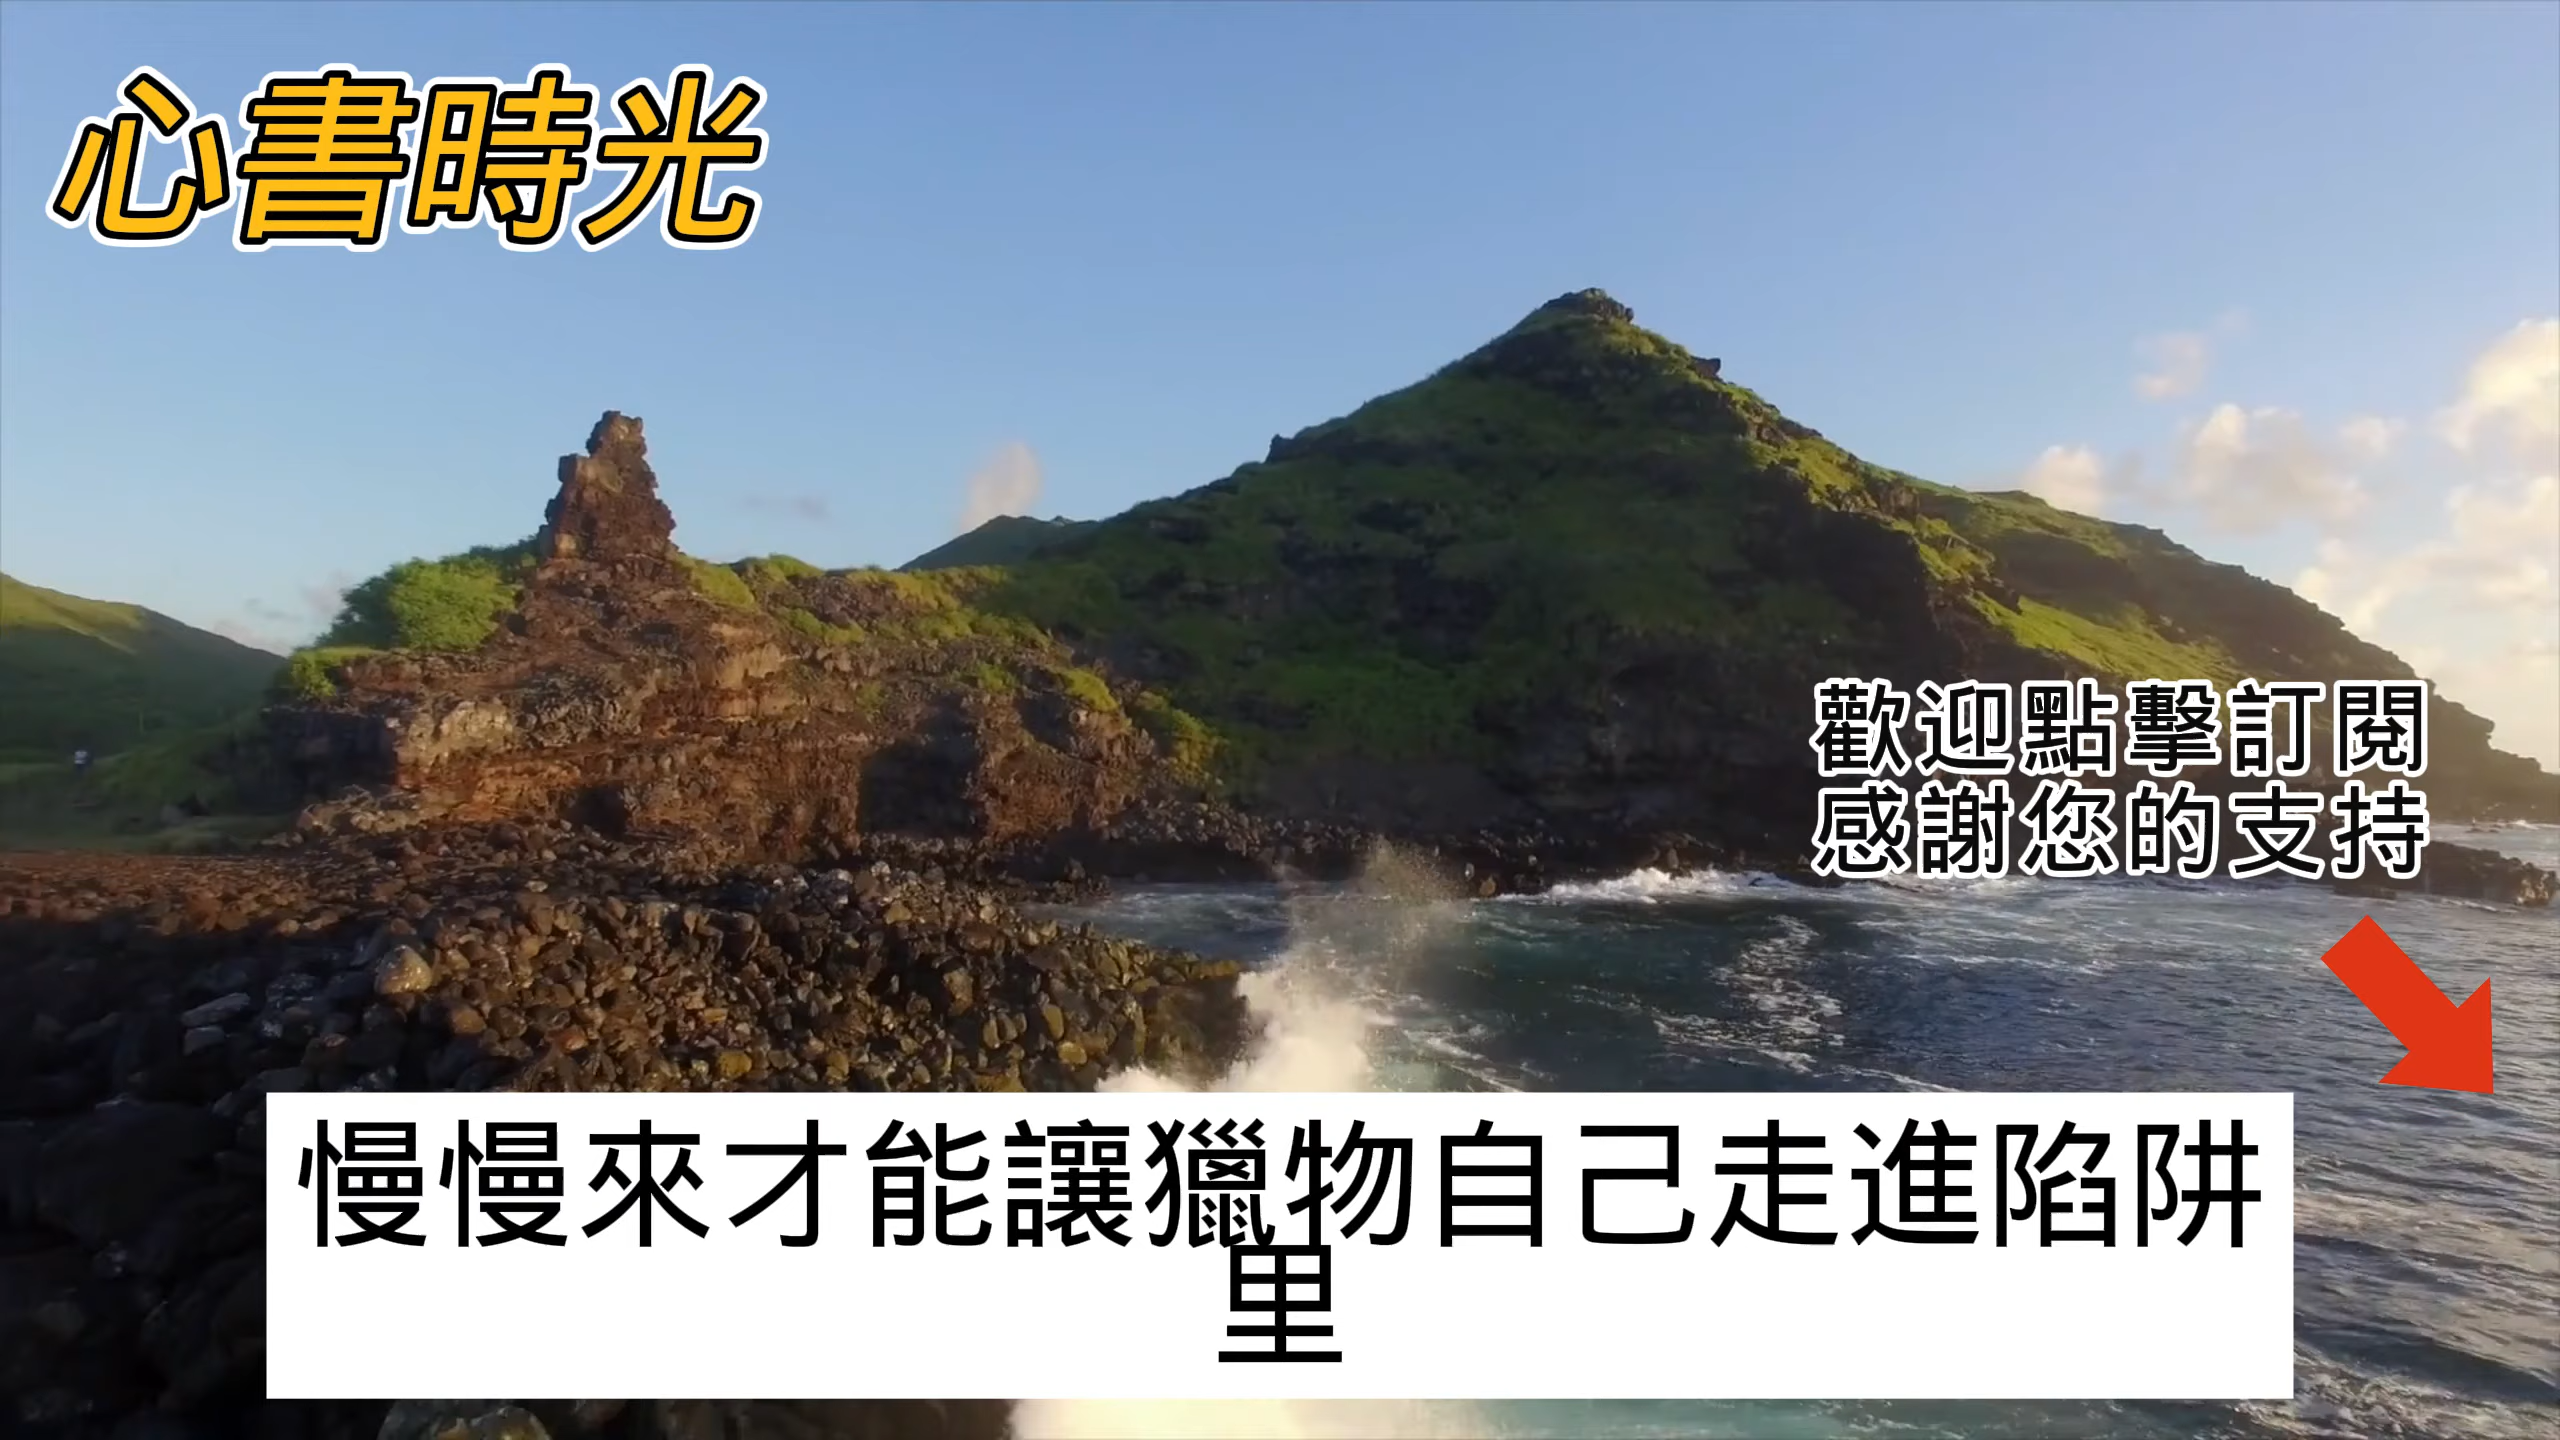 心書時光
歡迎點擊訂閱
感謝您的支持
慢慢來才能讓獵物自己走進陷阱
里